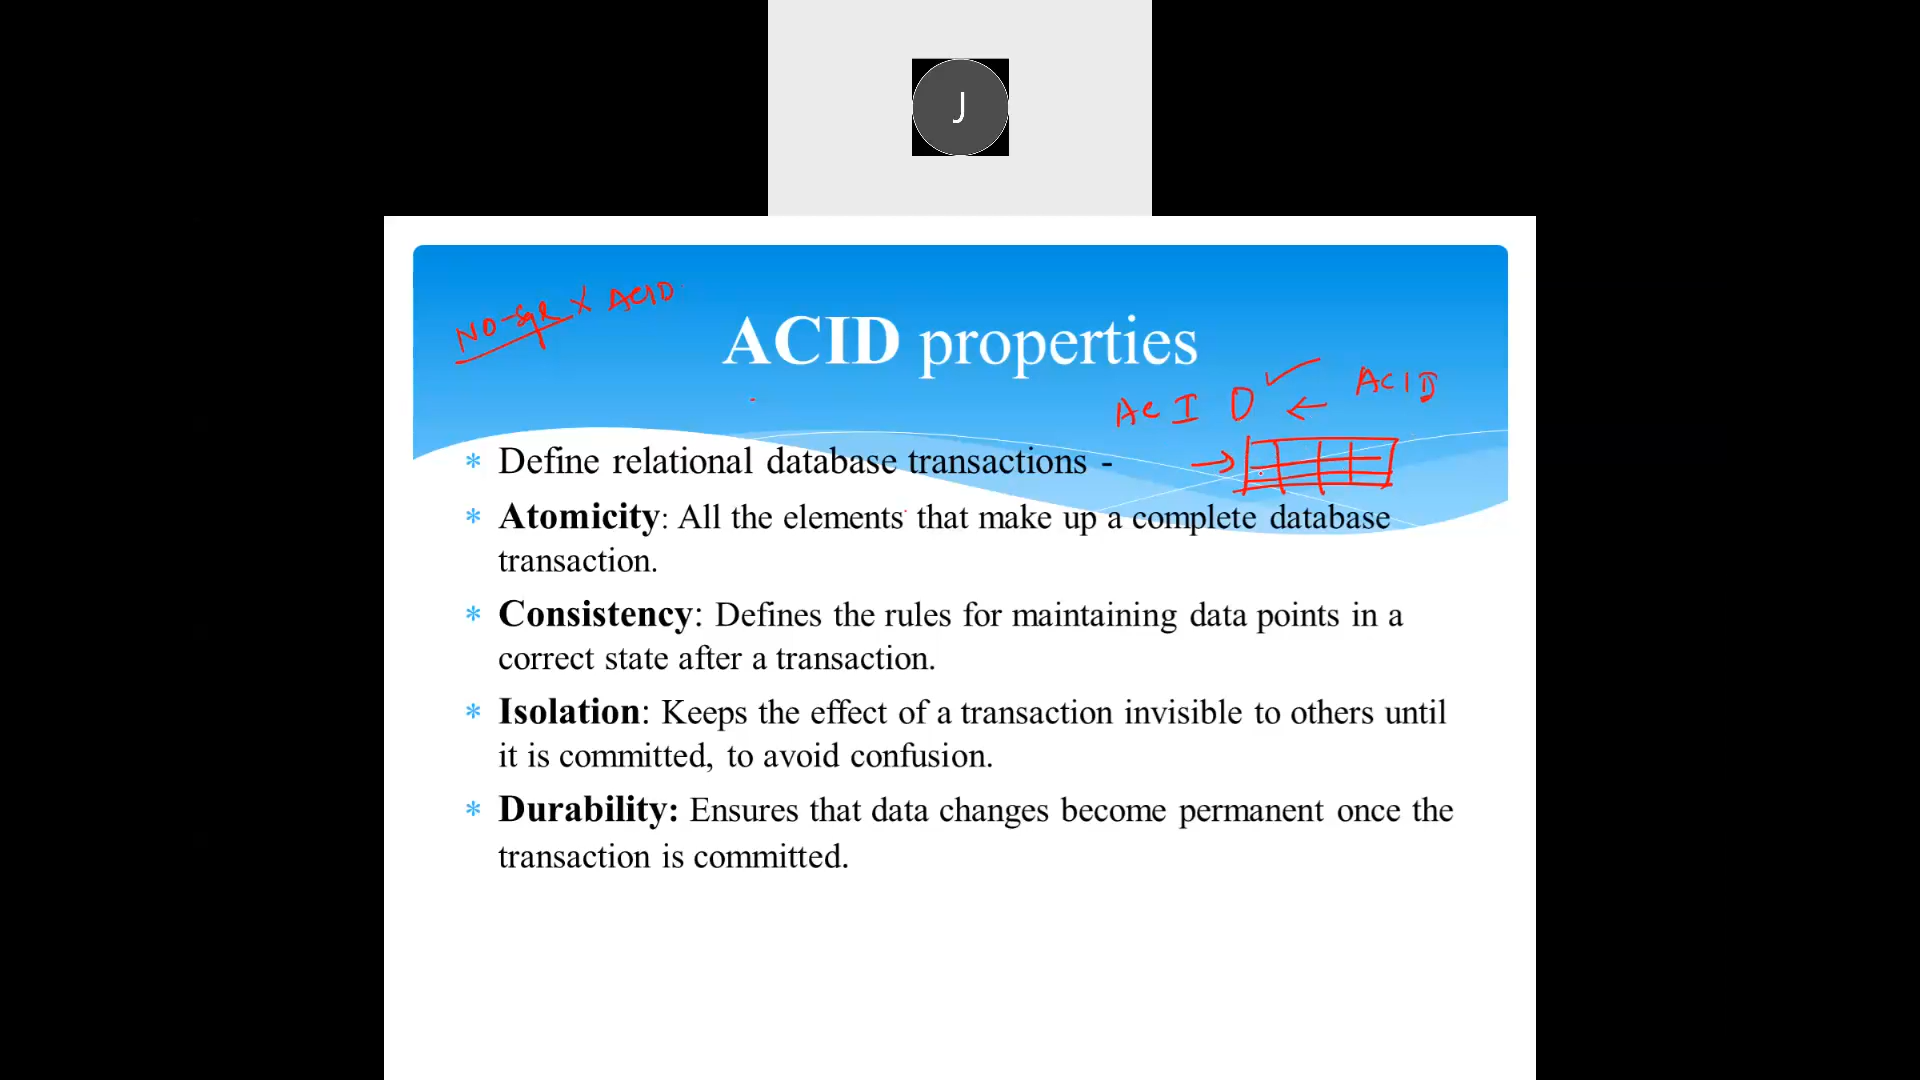 J
NO-SQL X ACID
ACID properties
ACID
ACID
* Define relational database transactions -
* Atomicity: All the elements that make up a complete database
transaction.
* Consistency: Defines the rules for maintaining data points in a
correct state after a transaction.
* Isolation: Keeps the effect of a transaction invisible to others until
it is committed, to avoid confusion.
* Durability: Ensures that data changes become permanent once the
transaction is committed.